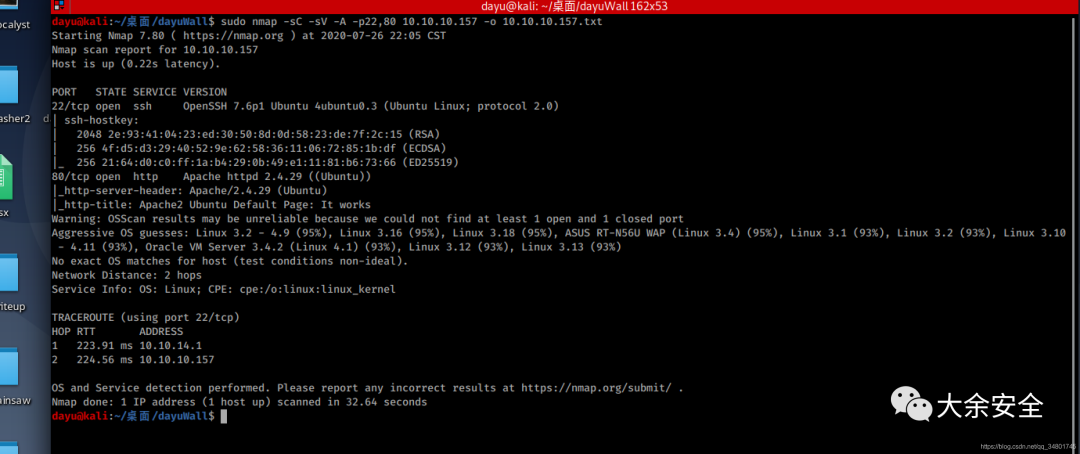 dayu@kali: ~/桌面/dayuWall 162x53
dayu@kali:~/桌面/dayuWall$ sudo nmap -sC -sV -A -p22,80 10.10.10.157 -o 10.10.10.157.txt
Starting Nmap 7.80 ( https://nmap.org ) at 2020-07-26 22:05 CST
Nmap scan report for 10.10.10.157
Host is up (0.22s latency).
PORT   STATE SERVICE VERSION
22/tcp open  ssh     OpenSSH 7.6p1 Ubuntu 4ubuntu0.3 (Ubuntu Linux; protocol 2.0)
| ssh-hostkey:
|   2048 2e:93:41:04:23:ed:30:50:8d:0d:58:23:de:7f:2c:15 (RSA)
|   256 4f:d5:d3:29:40:52:9e:62:58:36:11:06:72:85:1b:df (ECDSA)
|_  256 21:64:d0:c0:ff:1a:b4:29:0b:49:e1:11:81:b6:73:66 (ED25519)
80/tcp open  http    Apache httpd 2.4.29 ((Ubuntu))
|_http-server-header: Apache/2.4.29 (Ubuntu)
|_http-title: Apache2 Ubuntu Default Page: It works
Warning: OSScan results may be unreliable because we could not find at least 1 open and 1 closed port
Aggressive OS guesses: Linux 3.2 - 4.9 (95%), Linux 3.16 (95%), Linux 3.18 (95%), ASUS RT-N56U WAP (Linux 3.4) (95%), Linux 3.1 (93%), Linux 3.2 (93%), Linux 3.10
- 4.11 (93%), Oracle VM Server 3.4.2 (Linux 4.1) (93%), Linux 3.12 (93%), Linux 3.13 (93%)
No exact OS matches for host (test conditions non-ideal).
Network Distance: 2 hops
Service Info: OS: Linux; CPE: cpe:/o:linux:linux_kernel
TRACEROUTE (using port 22/tcp)
HOP RTT       ADDRESS
1   223.91 ms 10.10.14.1
2   224.56 ms 10.10.10.157
OS and Service detection performed. Please report any incorrect results at https://nmap.org/submit/ .
Nmap done: 1 IP address (1 host up) scanned in 32.64 seconds
dayu@kali:~/桌面/dayuWall$
ocalyst
asher2
d
sx
riteup
ainsaw
大余安全